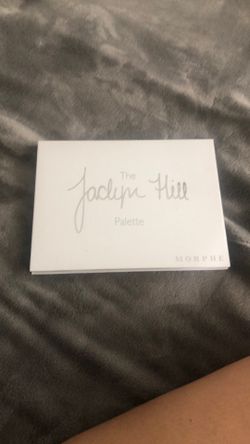 The
Jaclyn Hill
Palette
MORPHE